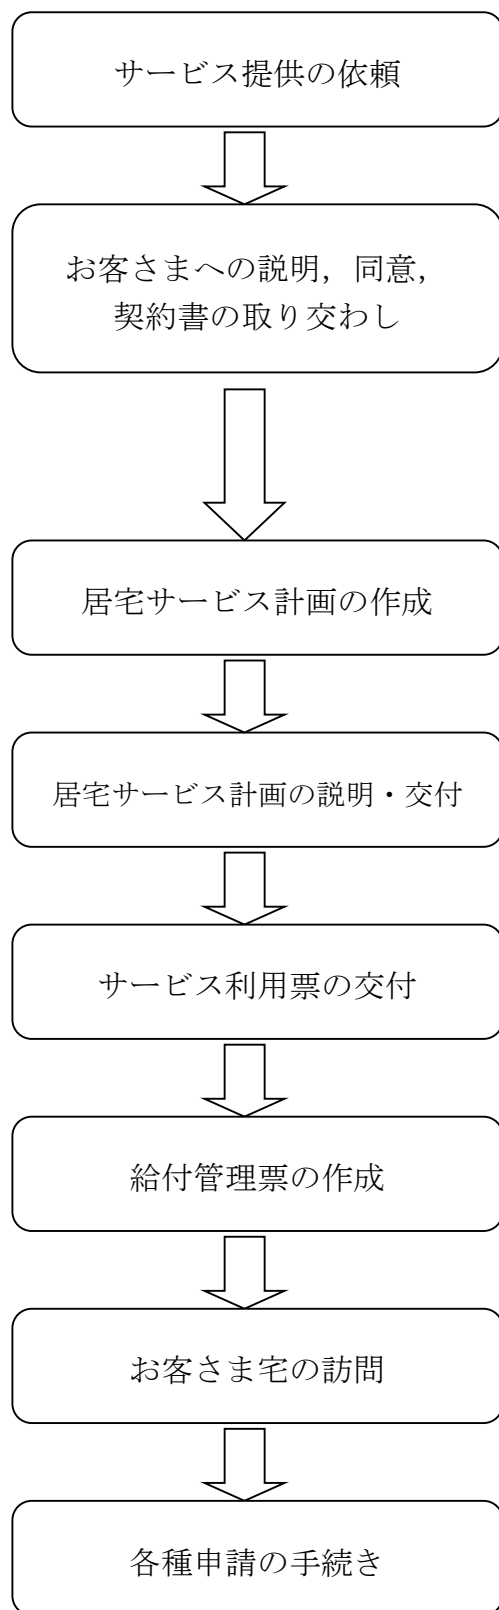 サービス提供の依頼
お客さまへの説明，同意，
契約書の取り交わし
居宅サービス計画の作成
居宅サービス計画の説明・交付
サービス利用票の交付
給付管理票の作成
お客さま宅の訪問
各種申請の手続き